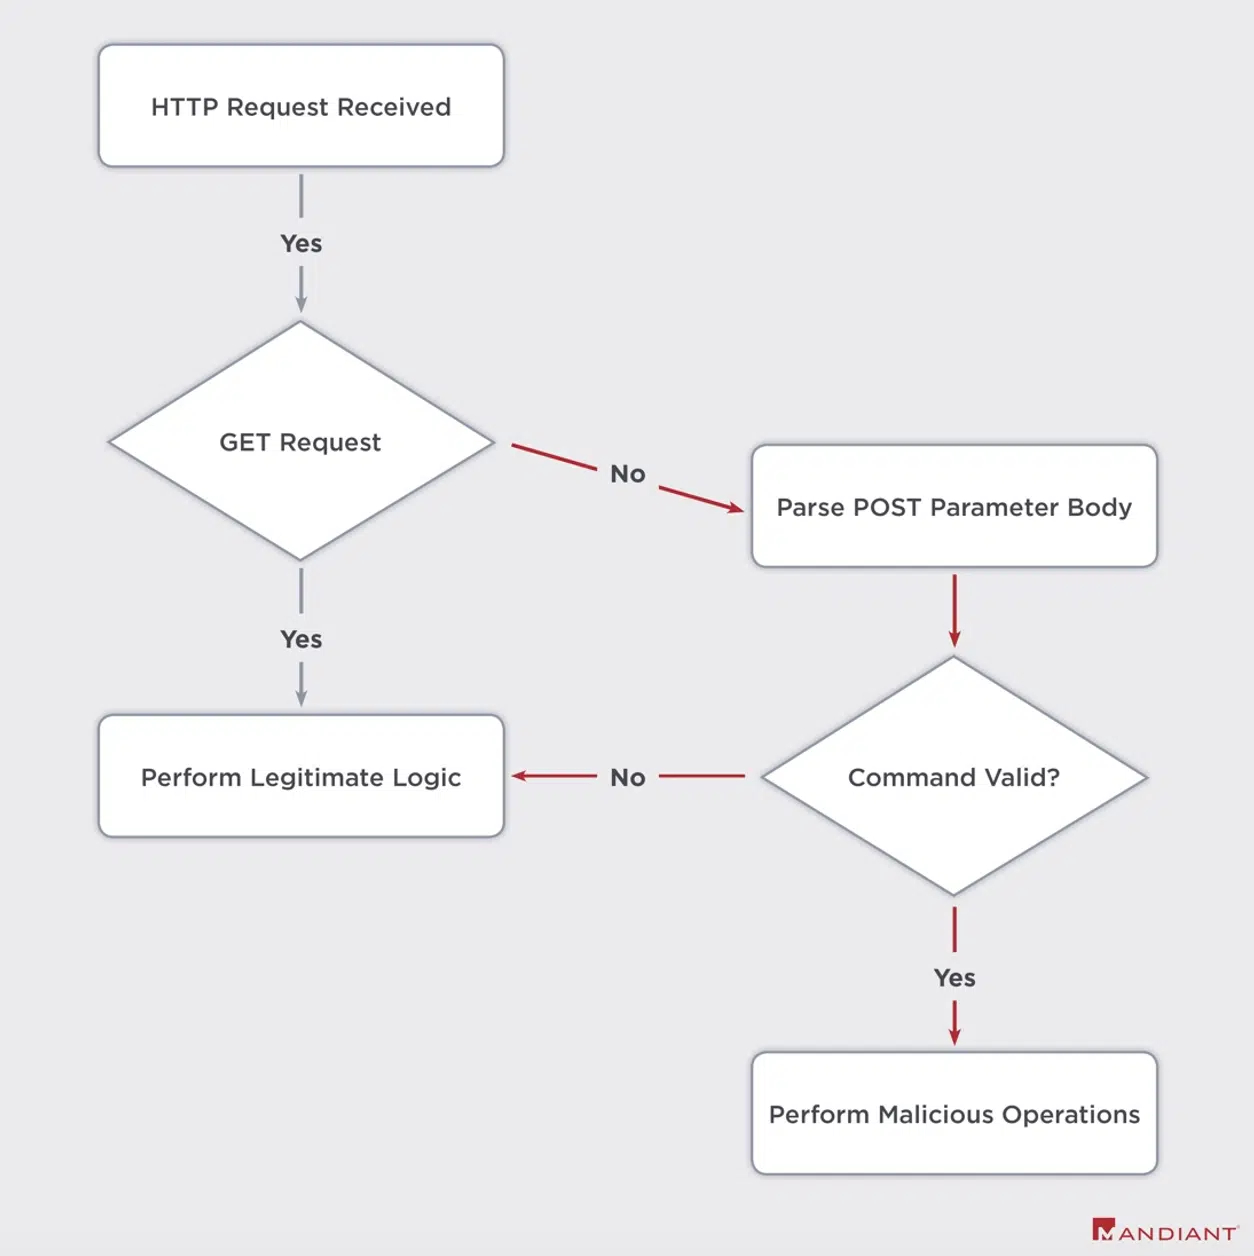 HTTP Request Received
Yes
GET Request
No
Parse POST Parameter Body
Yes
Perform Legitimate Logic
No
Command Valid?
Yes
Perform Malicious Operations
MANDIANT